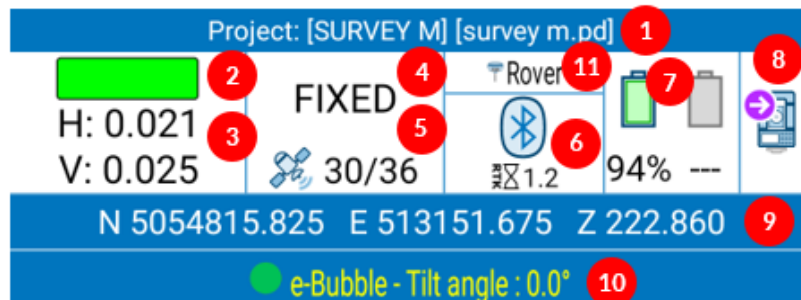 Project: [SURVEY M] [survey m.pd] 1
2
H: 0.021 3
V: 0.025
FIXED 4
5
30/36
Rover 11
6
RTK 1.2
7
94% ---
8
N 5054815.825 E 513151.675 Z 222.860 9
e-Bubble - Tilt angle : 0.0° 10